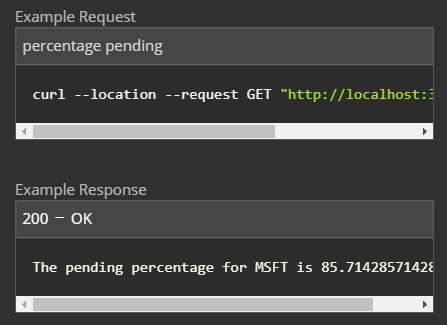 Example Request
percentage pending
curl --location --request GET "http://localhost:3
Example Response
200 – OK
The pending percentage for MSFT is 85.71428571428